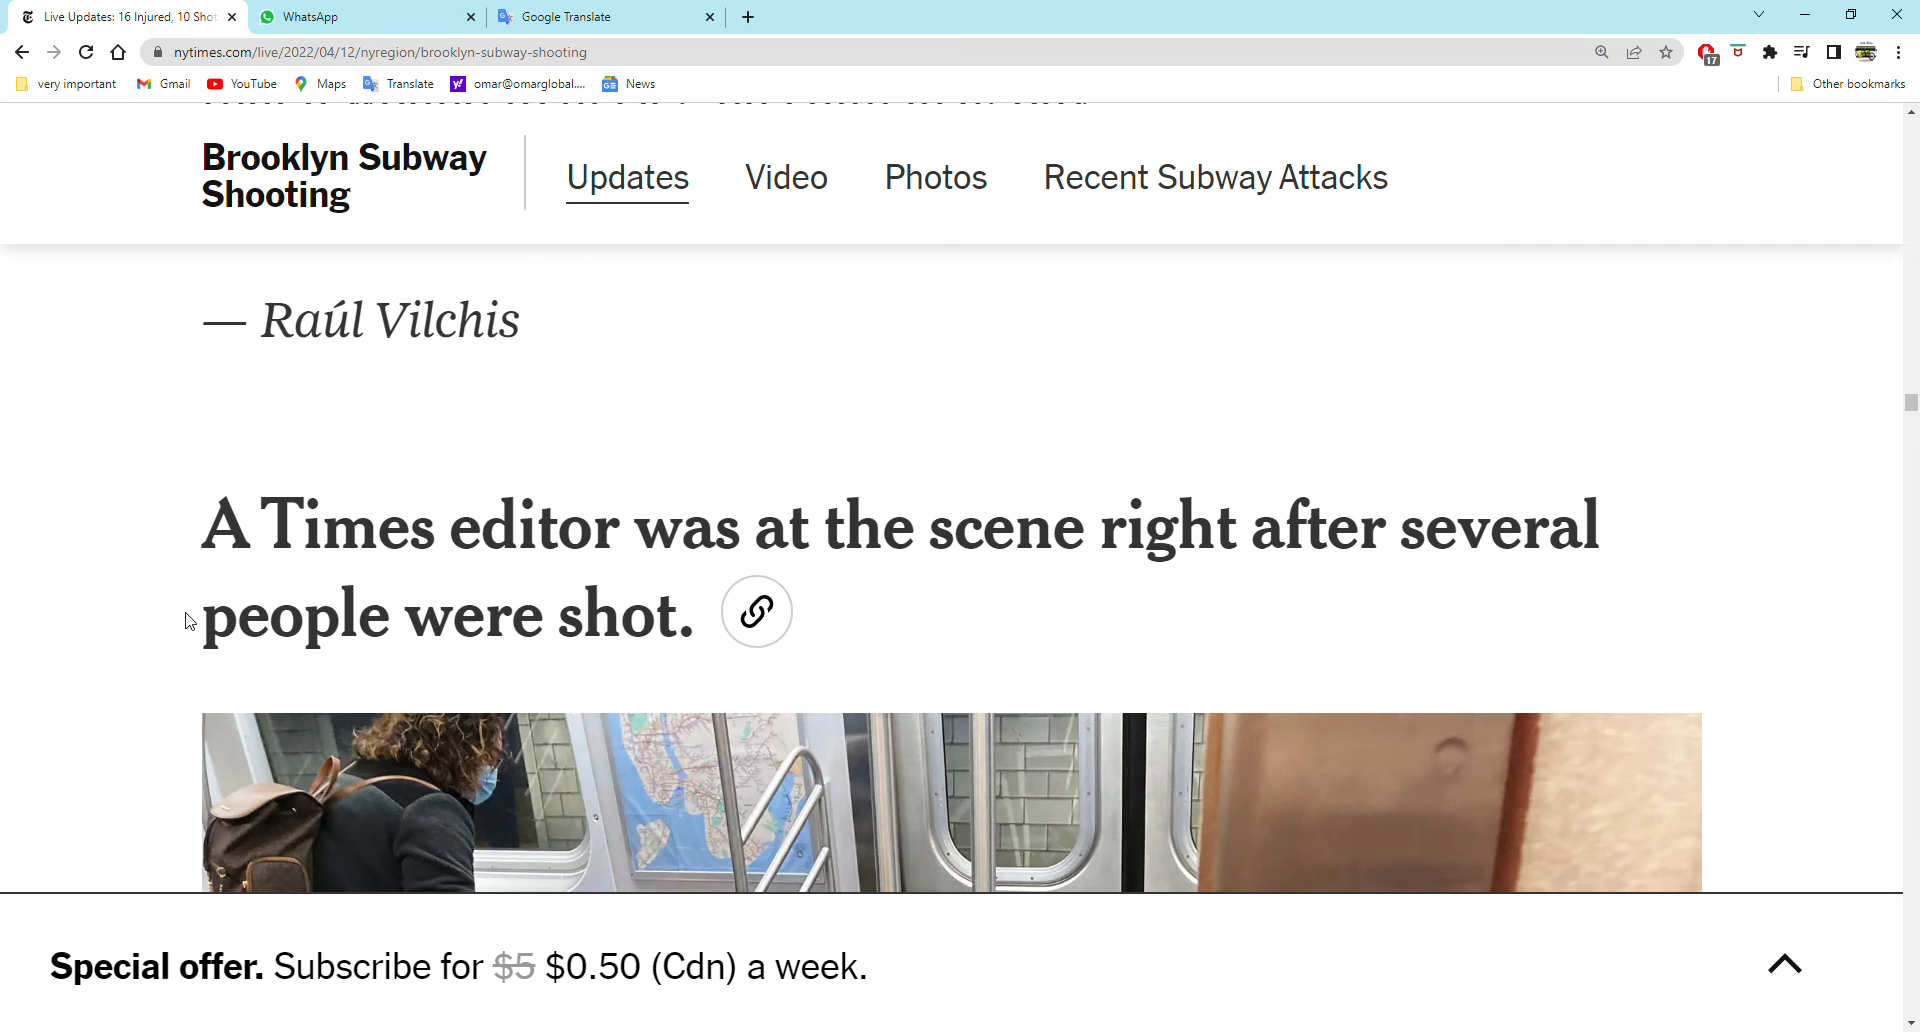 Live Updates: 16 Injured, 10 Shot
WhatsApp
Google Translate
nytimes.com/live/2022/04/12/nyregion/brooklyn-subway-shooting
17
very important
Gmail
YouTube
Maps
Translate
omar@omarglobal....
News
Other bookmarks
Brooklyn Subway
Shooting
Updates
Video
Photos
Recent Subway Attacks
— Raúl Vilchis
A Times editor was at the scene right after several
people were shot.
Special offer. Subscribe for $5 $0.50 (Cdn) a week.